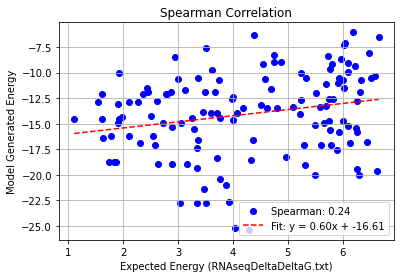 Spearman Correlation
Model Generated Energy
−7.5
−10.0
−12.5
−15.0
−17.5
−20.0
−22.5
−25.0
Spearman: 0.24
Fit: y = 0.60x + -16.61
1 2 3 4 5 6
Expected Energy (RNAseqDeltaDeltaG.txt)